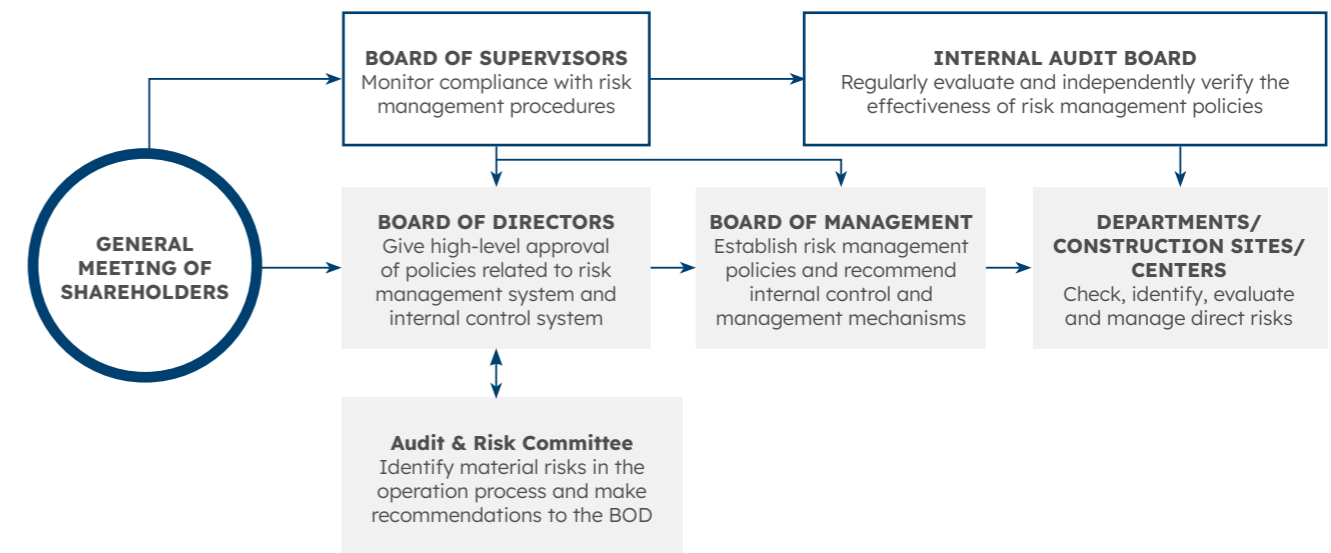 BOARD OF SUPERVISORS
Monitor compliance with risk
management procedures
INTERNAL AUDIT BOARD
Regularly evaluate and independently verify the
effectiveness of risk management policies
GENERAL
MEETING OF
SHAREHOLDERS
BOARD OF DIRECTORS
Give high-level approval
of policies related to risk
management system and
internal control system
BOARD OF MANAGEMENT
Establish risk management
policies and recommend
internal control and
management mechanisms
DEPARTMENTS/
CONSTRUCTION SITES/
CENTERS
Check, identify, evaluate
and manage direct risks
Audit & Risk Committee
Identify material risks in the
operation process and make
recommendations to the BOD